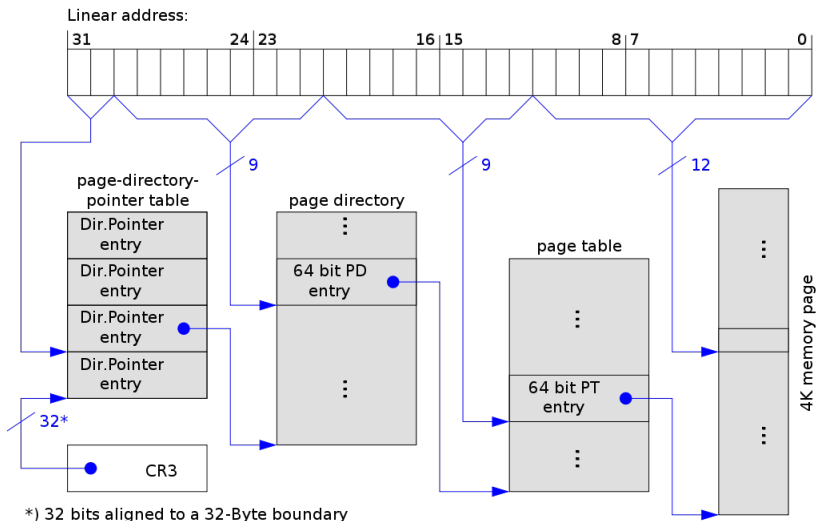 Linear address:
31 24 23 16 15 8 7 0
9 9 12
page-directory-
pointer table
Dir.Pointer
entry
Dir.Pointer
entry
Dir.Pointer
entry
Dir.Pointer
entry
32*
CR3
page directory
⋮
64 bit PD
entry
⋮
page table
⋮
64 bit PT
entry
⋮
⋮
⋮
4K memory page
*) 32 bits aligned to a 32-Byte boundary